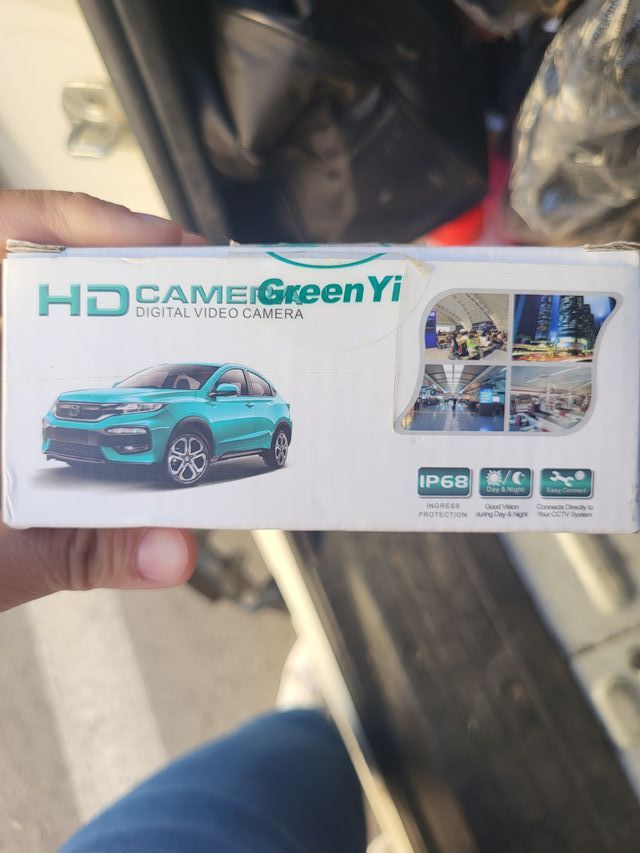 HD CAMERA
DIGITAL VIDEO CAMERA
GreenYi
IP68
INGRESS
PROTECTION
Day & Night
Good Vision
during Day & Night
Easy Connect
Connects Directly to
Your CCTV System